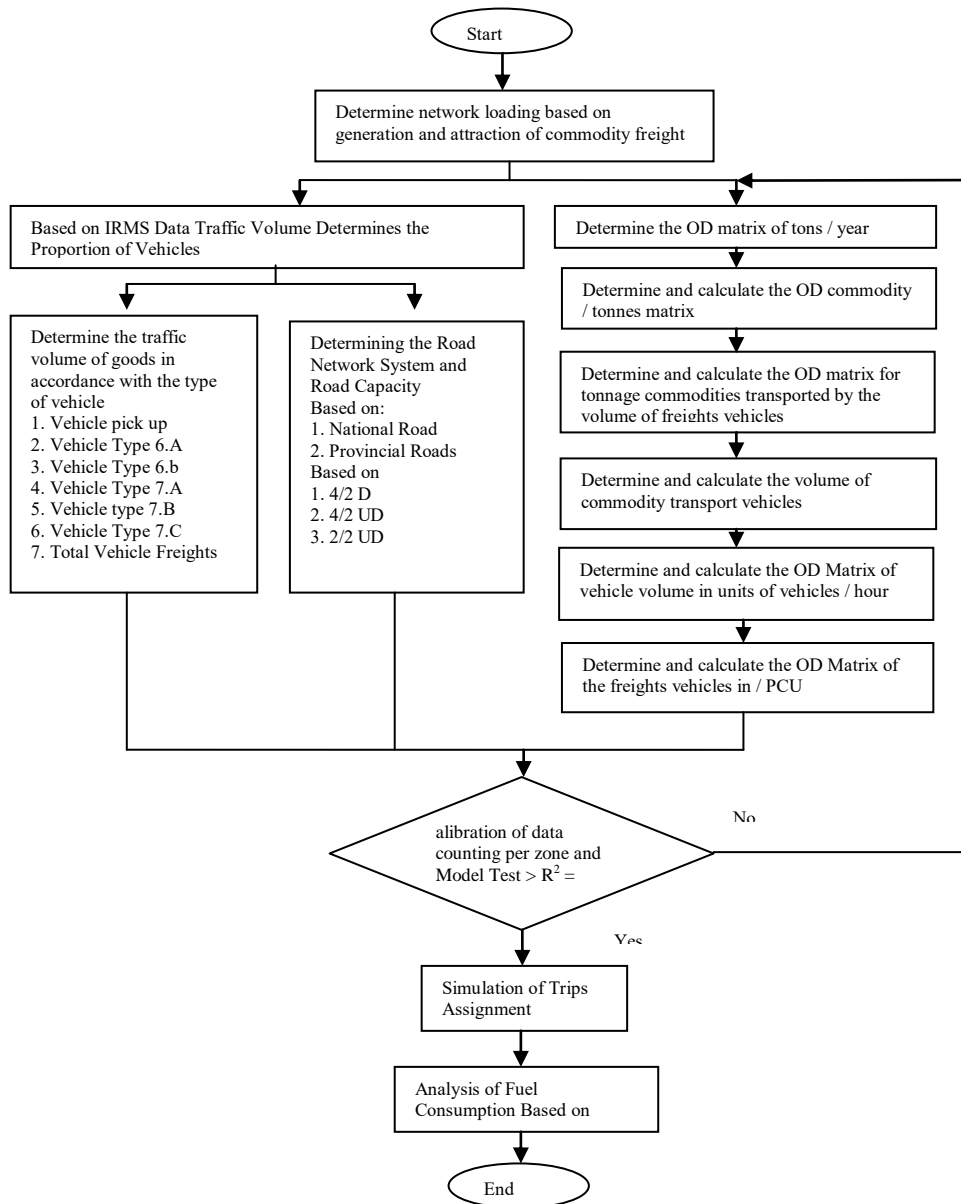 Start
Determine network loading based on
generation and attraction of commodity freight
Based on IRMS Data Traffic Volume Determines the
Proportion of Vehicles
Determine the traffic
volume of goods in
accordance with the type
of vehicle
1. Vehicle pick up
2. Vehicle Type 6.A
3. Vehicle Type 6.b
4. Vehicle Type 7.A
5. Vehicle type 7.B
6. Vehicle Type 7.C
7. Total Vehicle Freights
Determining the Road
Network System and
Road Capacity
Based on:
1. National Road
2. Provincial Roads
Based on
1. 4/2 D
2. 4/2 UD
3. 2/2 UD
Determine the OD matrix of tons / year
Determine and calculate the OD commodity
/ tonnes matrix
Determine and calculate the OD matrix for
tonnage commodities transported by the
volume of freights vehicles
Determine and calculate the volume of
commodity transport vehicles
Determine and calculate the OD Matrix of
vehicle volume in units of vehicles / hour
Determine and calculate the OD Matrix of
the freights vehicles in / PCU
alibration of data
counting per zone and
Model Test > R² =
No
Yes
Simulation of Trips
Assignment
Analysis of Fuel
Consumption Based on
End